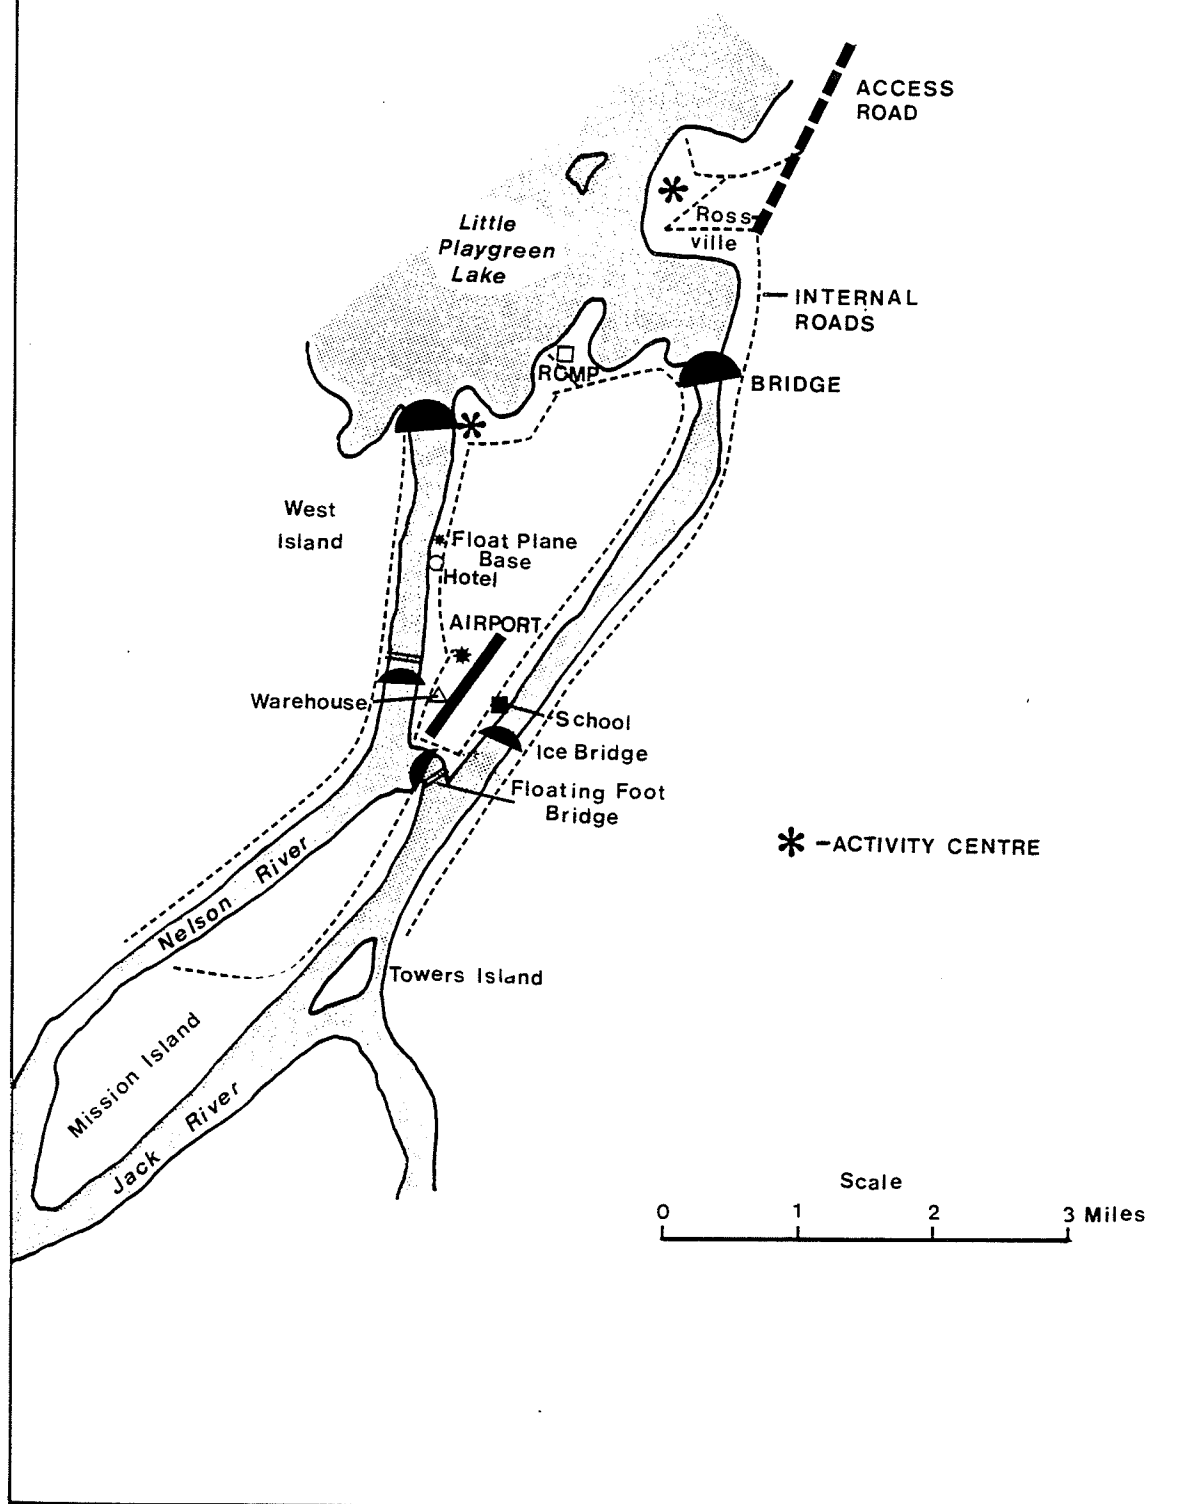 ACCESS
ROAD
Ross-
ville
Little
Playgreen
Lake
INTERNAL
ROADS
RCMP
BRIDGE
West
Island
Float Plane
Base
Hotel
AIRPORT
Warehouse
School
Ice Bridge
Floating Foot
Bridge
-ACTIVITY CENTRE
Nelson River
Towers Island
Mission Island
Jack River
Scale
0 1 2 3 Miles